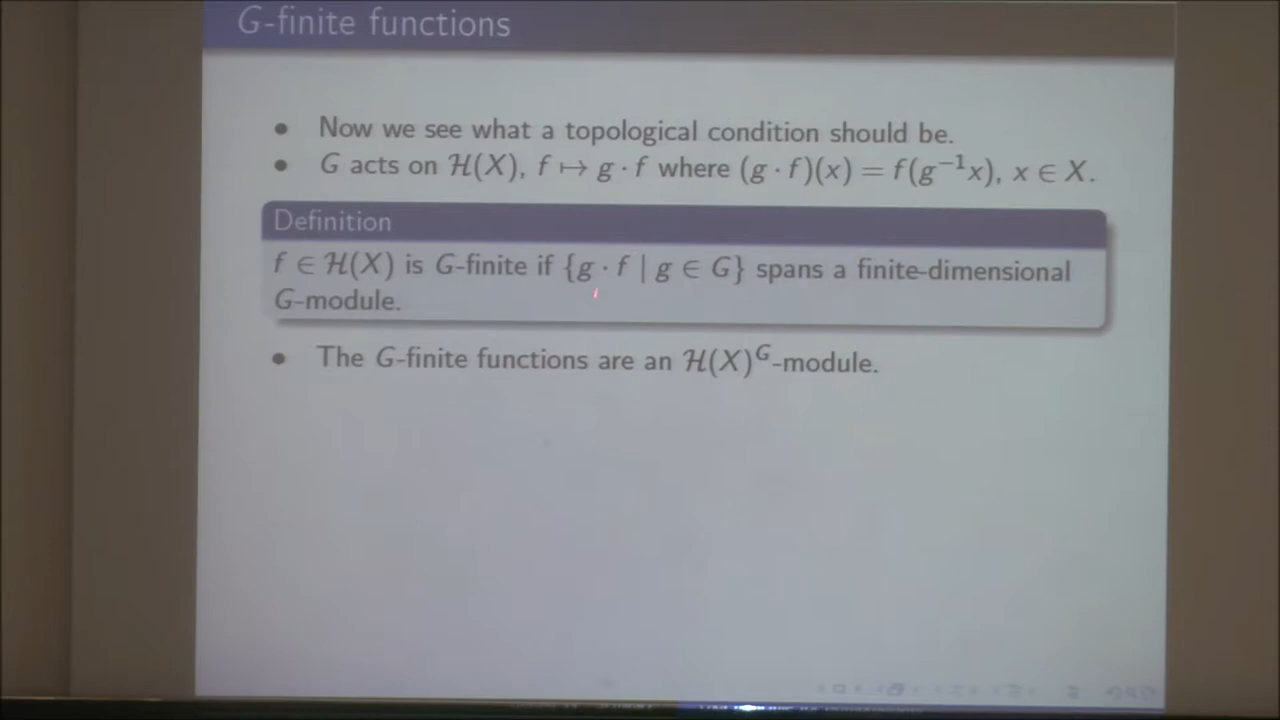 G-finite functions
• Now we see what a topological condition should be.
• G acts on ℋ(X), f ↦ g · f where (g · f)(x) = f(g⁻¹x), x ∈ X.
Definition
f ∈ ℋ(X) is G-finite if {g · f | g ∈ G} spans a finite-dimensional
G-module.
• The G-finite functions are an ℋ(X)ᴳ-module.